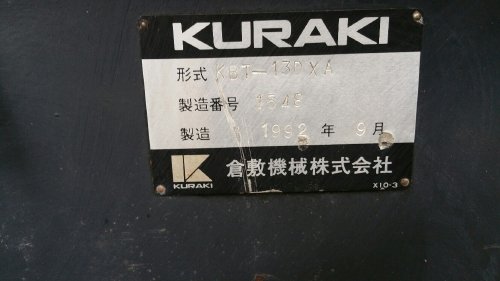 KURAKI
形式 KBT-13DXA
製造番号 1548
製造 1992 年 9 月
KURAKI
倉敷機械株式会社
X10-3